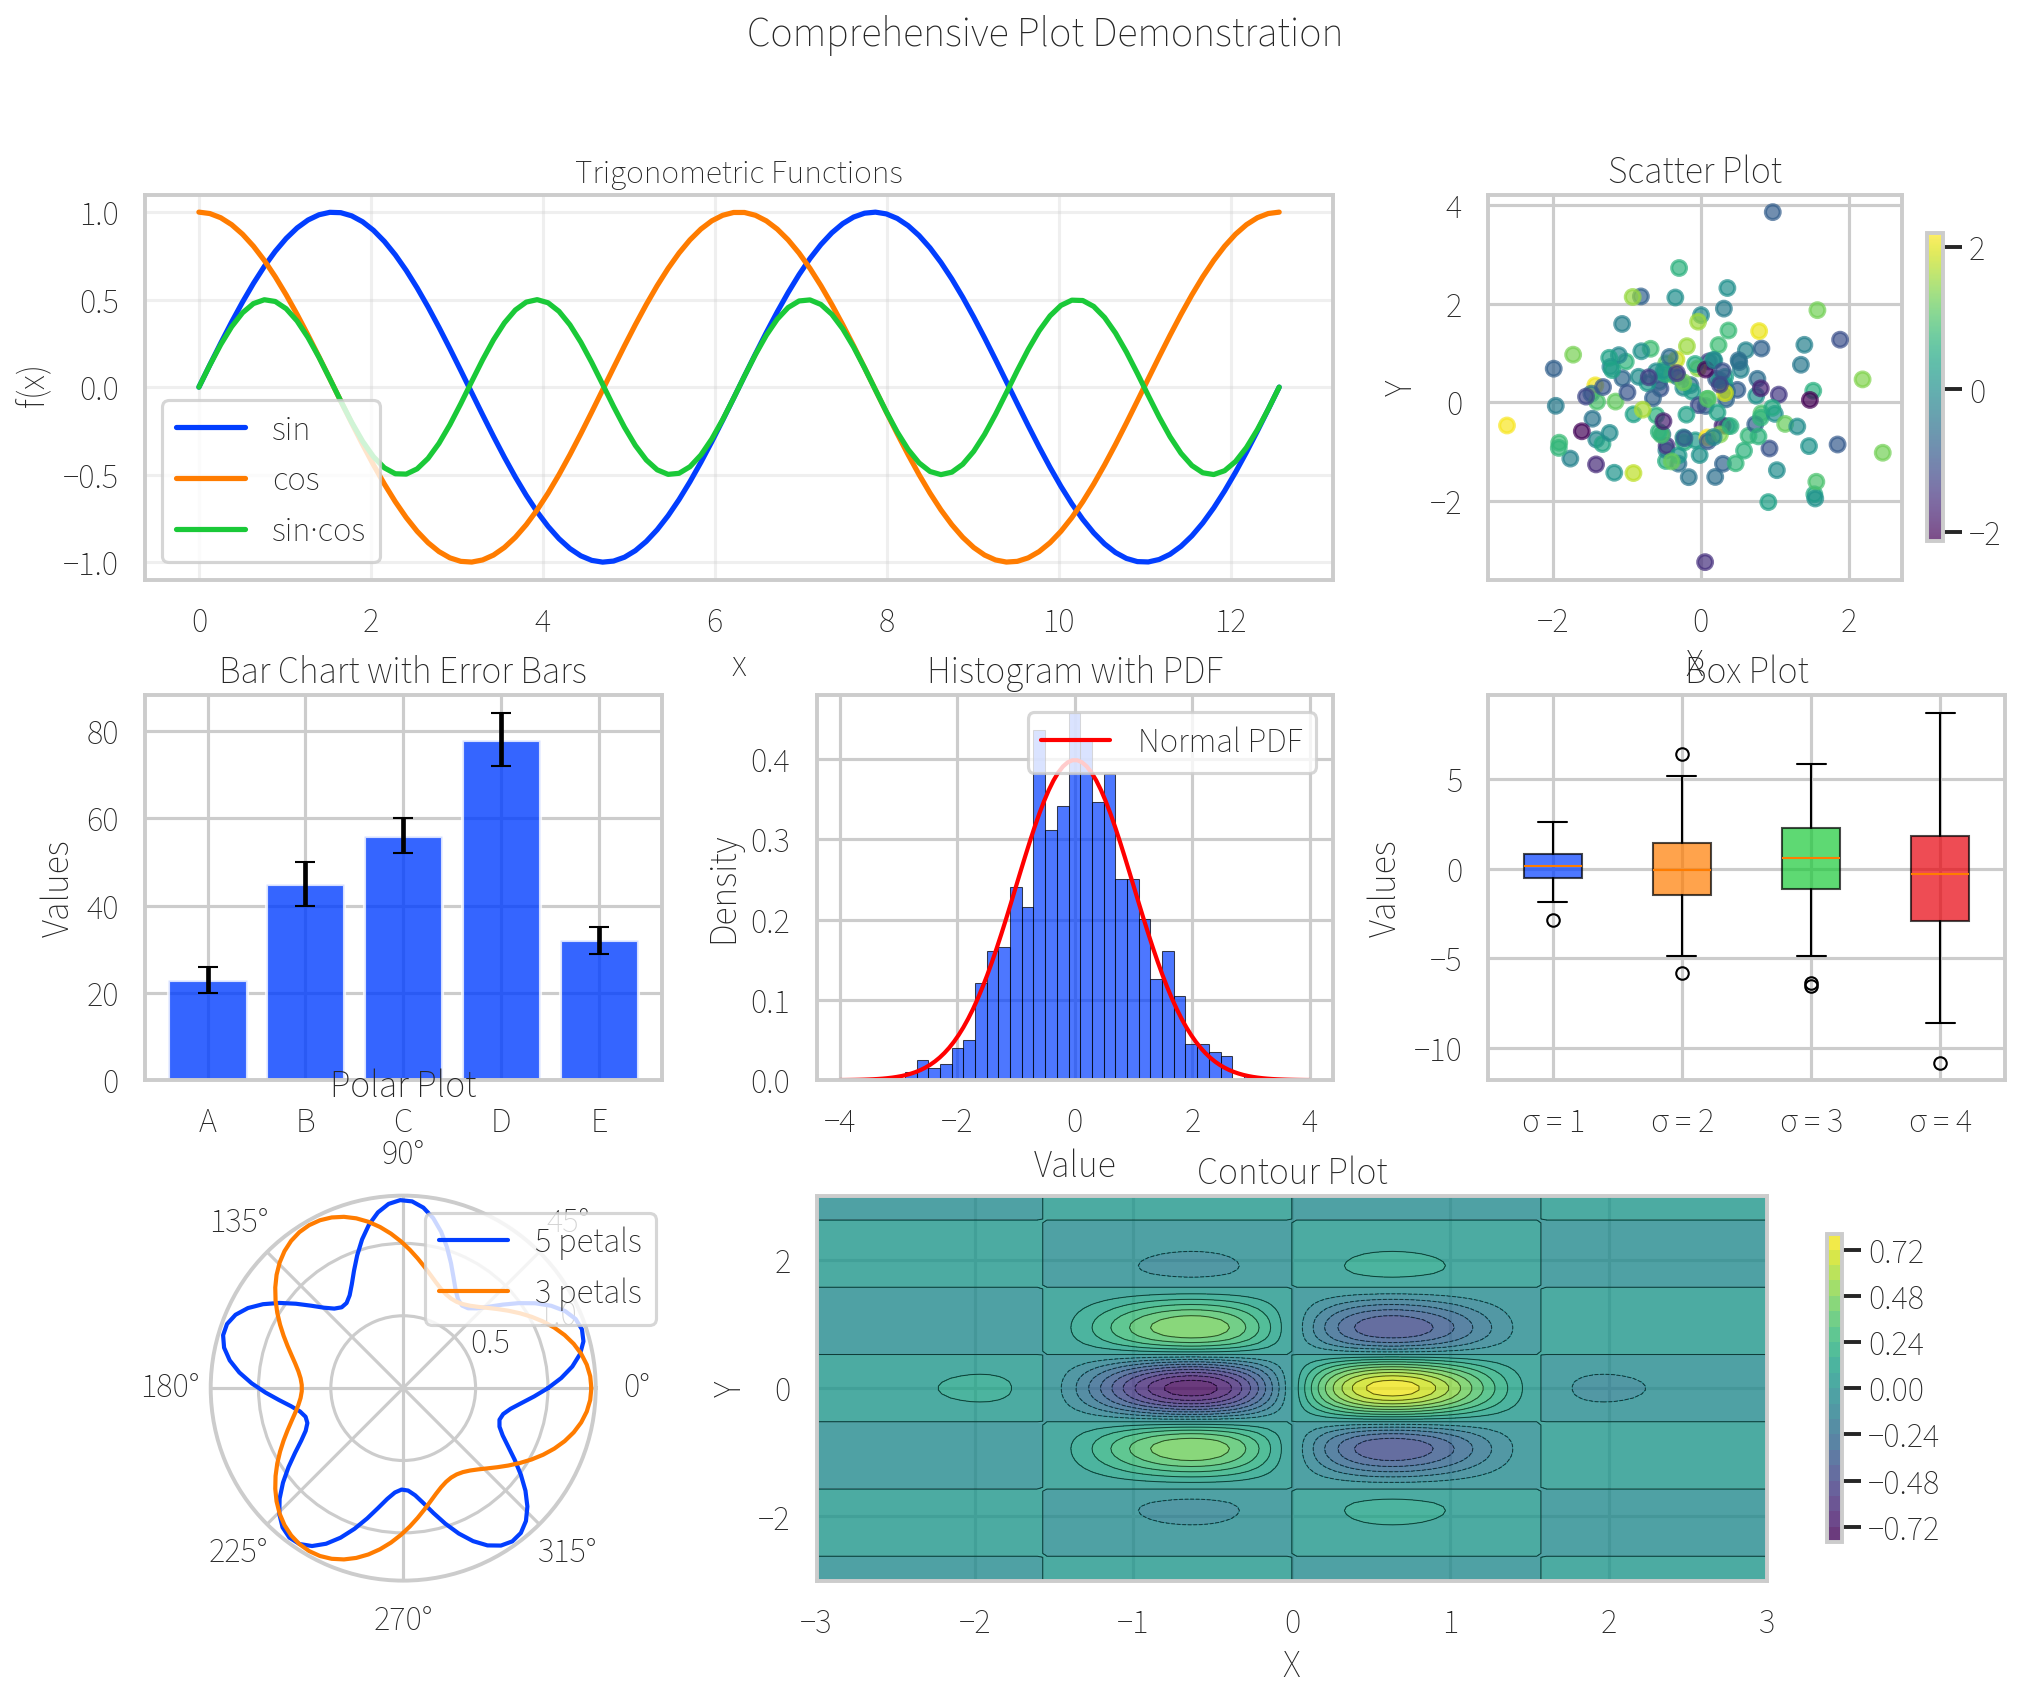 Comprehensive Plot Demonstration
Trigonometric Functions
f(x)
1.0
0.5
0.0
−0.5
−1.0
sin
cos
sin·cos
0 2 4 6 8 10 12
x
Scatter Plot
Y
4
2
0
−2
−2 0 2
X
2
0
−2
Bar Chart with Error Bars
Values
80
60
40
20
0
A B C D E
Histogram with PDF
Density
0.4
0.3
0.2
0.1
0.0
Normal PDF
−4 −2 0 2 4
Value
Box Plot
Values
5
0
−5
−10
σ = 1 σ = 2 σ = 3 σ = 4
Polar Plot
90°
135°
45°
180°
0°
225°
315°
270°
0.5
1.0
5 petals
3 petals
Contour Plot
Y
2
0
−2
−3 −2 −1 0 1 2 3
X
0.72
0.48
0.24
0.00
−0.24
−0.48
−0.72